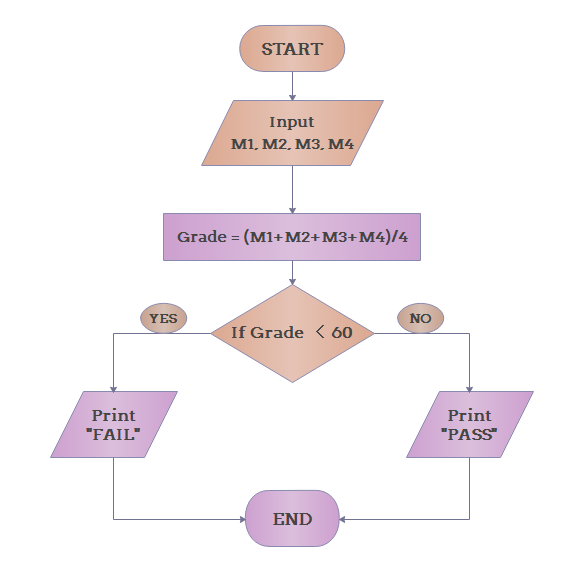 START
Input
M1, M2, M3, M4
Grade = (M1+M2+M3+M4)/4
If Grade < 60
YES
NO
Print
"FAIL"
Print
"PASS"
END